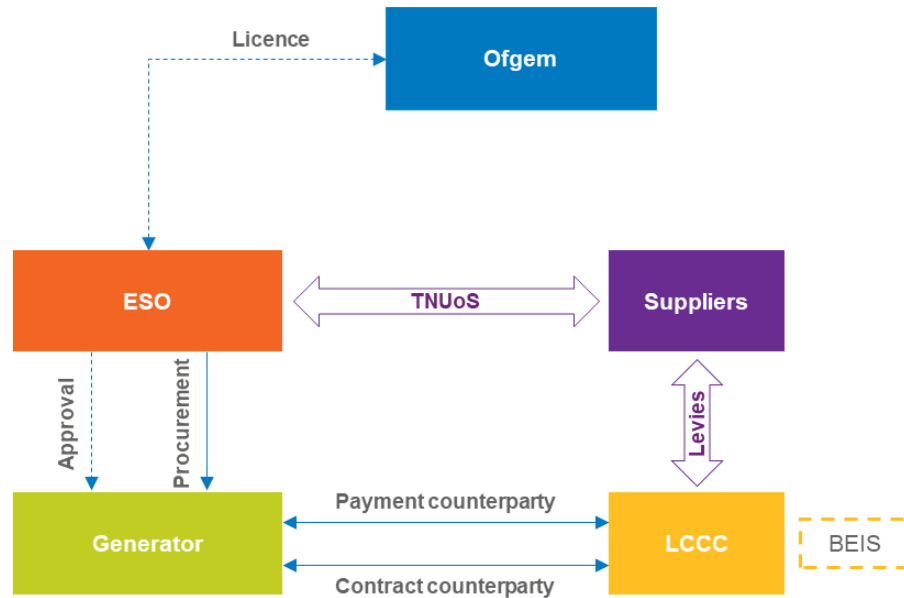 Licence
Ofgem
ESO
TNUoS
Suppliers
Approval
Procurement
Levies
Payment counterparty
Generator
LCCC
BEIS
Contract counterparty